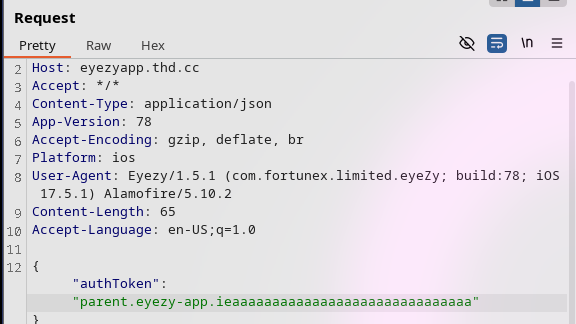 Request
Pretty Raw Hex \n
2 Host: eyezyapp.thd.cc
3 Accept: */*
4 Content-Type: application/json
5 App-Version: 78
6 Accept-Encoding: gzip, deflate, br
7 Platform: ios
8 User-Agent: Eyezy/1.5.1 (com.fortunex.limited.eyeZy; build:78; iOS
17.5.1) Alamofire/5.10.2
9 Content-Length: 65
10 Accept-Language: en-US;q=1.0
11
12 {
"authToken":
"parent.eyezy-app.ieaaaaaaaaaaaaaaaaaaaaaaaaaaaaaa"
}